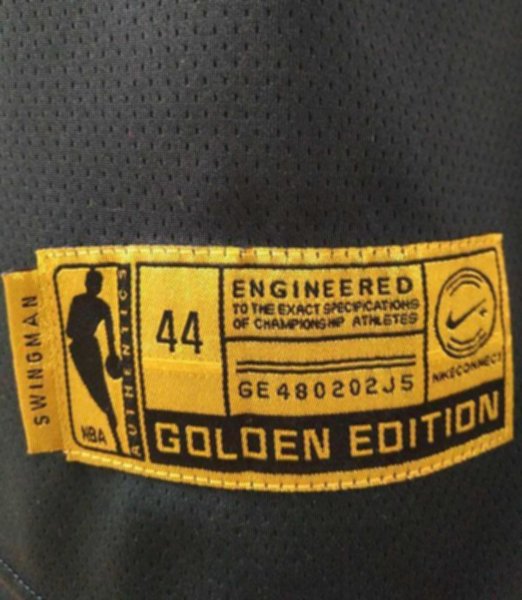 SWINGMAN
NBA
AUTHENTICS
44
ENGINEERED
TO THE EXACT SPECIFICATIONS
OF CHAMPIONSHIP ATHLETES
GE480202J5
NIKECONNECT
GOLDEN EDITION